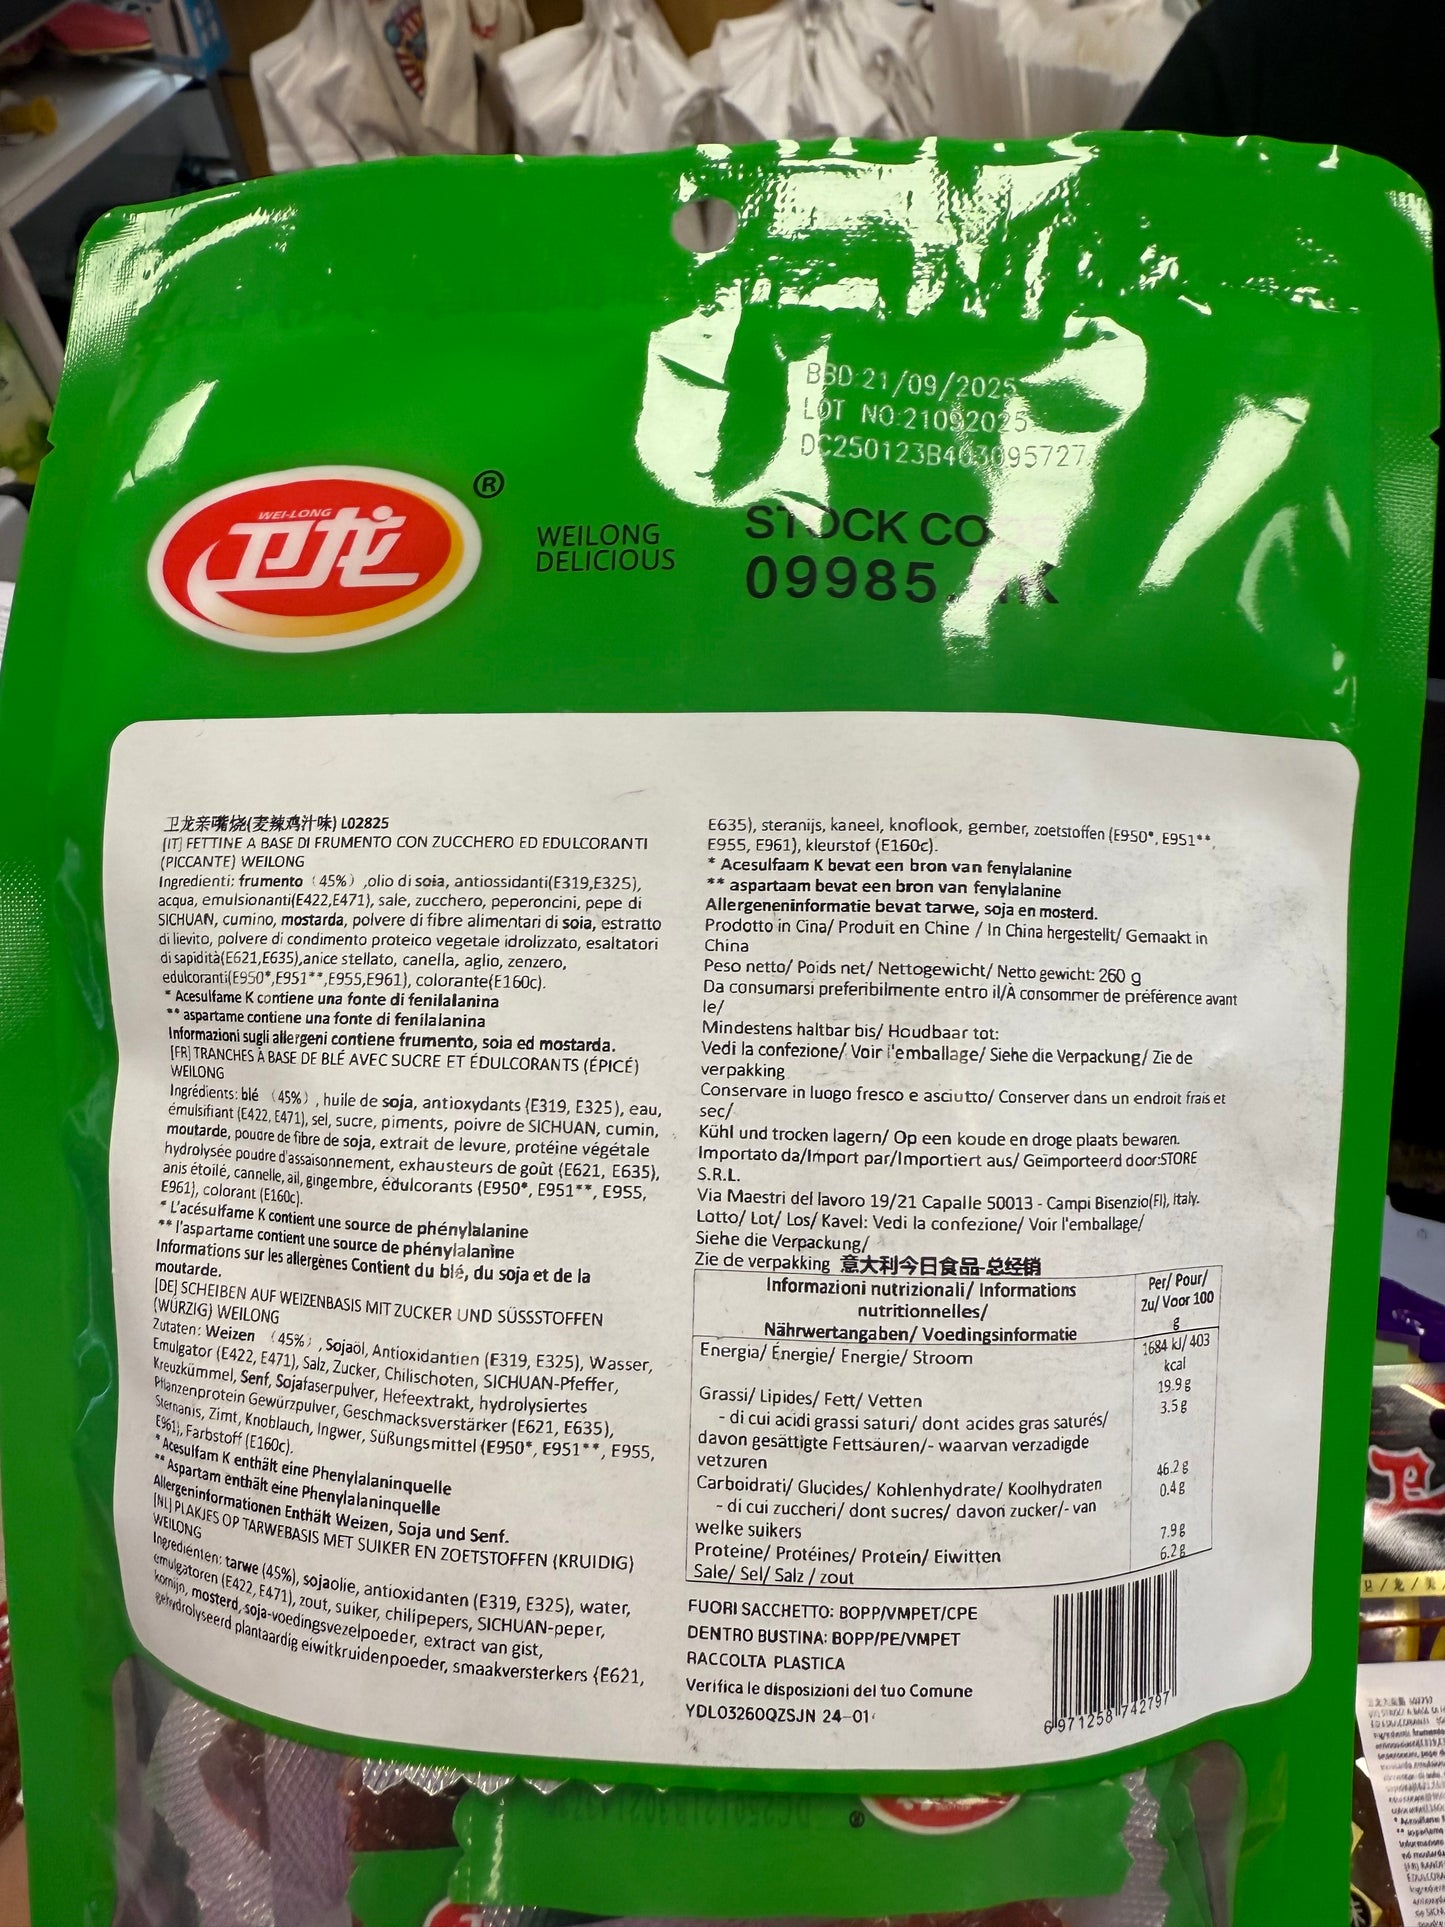 BBD:21/09/2025
LOT NO:21092025
DC250123B403095727
WEI-LONG
卫龙
®
WEILONG
DELICIOUS
STOCK CO
09985.
卫龙亲嘴烧(麦辣鸡汁味) L02825
[IT] FETTINE A BASE DI FRUMENTO CON ZUCCHERO ED EDULCORANTI
(PICCANTE) WEILONG
Ingredienti: frumento（45%）,olio di soia, antiossidanti(E319,E325),
acqua, emulsionanti(E422,E471), sale, zucchero, peperoncini, pepe di
SICHUAN, cumino, mostarda, polvere di fibre alimentari di soia, estratto
di lievito, polvere di condimento proteico vegetale idrolizzato, esaltatori
di sapidità(E621,E635),anice stellato, canella, aglio, zenzero,
edulcoranti(E950*,E951**,E955,E961), colorante(E160c).
* Acesulfame K contiene una fonte di fenilalanina
** aspartame contiene una fonte di fenilalanina
Informazioni sugli allergeni contiene frumento, soia ed mostarda.
[FR] TRANCHES À BASE DE BLÉ AVEC SUCRE ET ÉDULCORANTS (ÉPICÉ)
WEILONG
Ingrédients: blé（45%）, huile de soja, antioxydants (E319, E325), eau,
émulsifiant (E422, E471), sel, sucre, piments, poivre de SICHUAN, cumin,
moutarde, poudre de fibre de soja, extrait de levure, protéine végétale
hydrolysée poudre d'assaisonnement, exhausteurs de goût (E621, E635),
anis étoilé, cannelle, ail, gingembre, édulcorants (E950*, E951**, E955,
E961), colorant (E160c).
* L'acésulfame K contient une source de phénylalanine
** l'aspartame contient une source de phénylalanine
Informations sur les allergènes Contient du blé, du soja et de la
moutarde.
[DE] SCHEIBEN AUF WEIZENBASIS MIT ZUCKER UND SÜSSSTOFFEN
(WÜRZIG) WEILONG
Zutaten: Weizen（45%）, Sojaöl, Antioxidantien (E319, E325), Wasser,
Emulgator (E422, E471), Salz, Zucker, Chilischoten, SICHUAN-Pfeffer,
Kreuzkümmel, Senf, Sojafaserpulver, Hefeextrakt, hydrolysiertes
Pflanzenprotein Gewürzpulver, Geschmacksverstärker (E621, E635),
Sternanis, Zimt, Knoblauch, Ingwer, Süßungsmittel (E950*, E951**, E955,
E961), Farbstoff (E160c).
* Acesulfam K enthält eine Phenylalaninquelle
** Aspartam enthält eine Phenylalaninquelle
Allergeninformationen Enthält Weizen, Soja und Senf.
[NL] PLAKJES OP TARWEBASIS MET SUIKER EN ZOETSTOFFEN (KRUIDIG)
WEILONG
Ingrediënten: tarwe (45%), sojaolie, antioxidanten (E319, E325), water,
emulgatoren (E422, E471), zout, suiker, chilipepers, SICHUAN-peper,
komijn, mosterd, soja-voedingsvezelpoeder, extract van gist,
gehydrolyseerd plantaardig eiwitkruidenpoeder, smaakversterkers (E621,
E635), steranijs, kaneel, knoflook, gember, zoetstoffen (E950*, E951**,
E955, E961), kleurstof (E160c).
* Acesulfaam K bevat een bron van fenylalanine
** aspartaam bevat een bron van fenylalanine
Allergeneninformatie bevat tarwe, soja en mosterd.
Prodotto in Cina/ Produit en Chine / In China hergestellt/ Gemaakt in
China
Peso netto/ Poids net/ Nettogewicht/ Netto gewicht: 260 g
Da consumarsi preferibilmente entro il/À consommer de préférence avant
le/
Mindestens haltbar bis/ Houdbaar tot:
Vedi la confezione/ Voir l'emballage/ Siehe die Verpackung/ Zie de
verpakking
Conservare in luogo fresco e asciutto/ Conserver dans un endroit frais et
sec/
Kühl und trocken lagern/ Op een koude en droge plaats bewaren.
Importato da/Import par/Importiert aus/ Geïmporteerd door:STORE
S.R.L.
Via Maestri del lavoro 19/21 Capalle 50013 - Campi Bisenzio(FI), Italy.
Lotto/ Lot/ Los/ Kavel: Vedi la confezione/ Voir l'emballage/
Siehe die Verpackung/
Zie de verpakking 意大利今日食品-总经销
Informazioni nutrizionali/ Informations
nutritionnelles/
Nährwertangaben/ Voedingsinformatie
Per/ Pour/
Zu/ Voor 100
g
Energia/ Énergie/ Energie/ Stroom
1684 kJ/ 403
kcal
Grassi/ Lipides/ Fett/ Vetten
19.9 g
- di cui acidi grassi saturi/ dont acides gras saturés/
davon gesättigte Fettsäuren/- waarvan verzadigde
vetzuren
3.5 g
Carboidrati/ Glucides/ Kohlenhydrate/ Koolhydraten
46.2 g
- di cui zuccheri/ dont sucres/ davon zucker/- van
welke suikers
0.4 g
Proteine/ Protéines/ Protein/ Eiwitten
7.9 g
Sale/ Sel/ Salz / zout
6.2 g
FUORI SACCHETTO: BOPP/VMPET/CPE
DENTRO BUSTINA: BOPP/PE/VMPET
RACCOLTA PLASTICA
Verifica le disposizioni del tuo Comune
YDL03260QZSJN 24-01
6 971258 742797